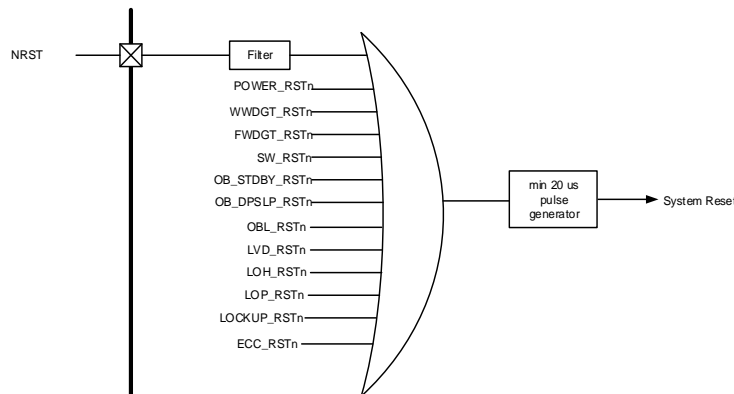 NRST
Filter
POWER_RSTn
WWDGT_RSTn
FWDGT_RSTn
SW_RSTn
OB_STDBY_RSTn
OB_DPSLP_RSTn
OBL_RSTn
LVD_RSTn
LOH_RSTn
LOP_RSTn
LOCKUP_RSTn
ECC_RSTn
min 20 us
pulse
generator
System Reset